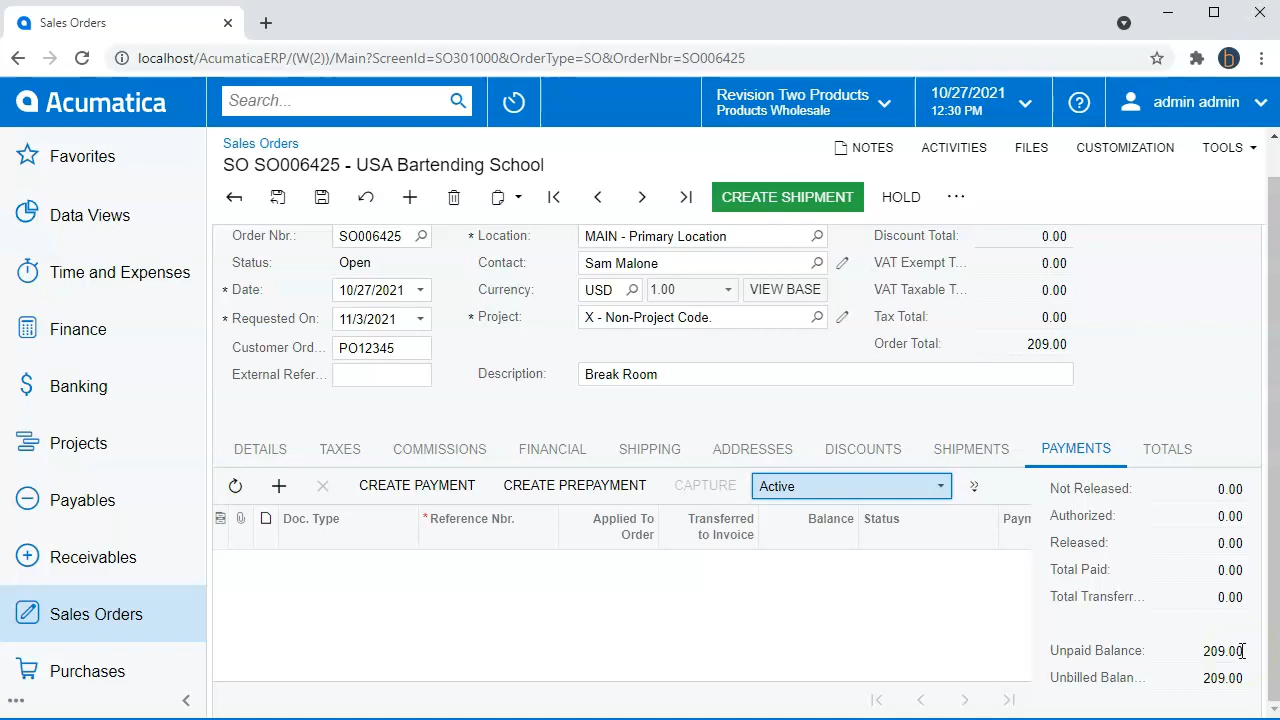 Sales Orders
localhost/AcumaticaERP/(W(2))/Main?ScreenId=SO301000&OrderType=SO&OrderNbr=SO006425
b
Acumatica
Search...
Revision Two Products
Products Wholesale
10/27/2021
12:30 PM
?
admin admin
Favorites
Data Views
Time and Expenses
Finance
Banking
Projects
Payables
Receivables
Sales Orders
Purchases
Sales Orders
SO SO006425 - USA Bartending School
NOTES
ACTIVITIES
FILES
CUSTOMIZATION
TOOLS
CREATE SHIPMENT
HOLD
Order Nbr.: SO006425
Status: Open
* Date: 10/27/2021
* Requested On: 11/3/2021
Customer Ord... PO12345
External Refer...
* Location: MAIN - Primary Location
Contact: Sam Malone
Currency: USD 1.00 VIEW BASE
* Project: X - Non-Project Code.
Description: Break Room
Discount Total: 0.00
VAT Exempt T... 0.00
VAT Taxable T... 0.00
Tax Total: 0.00
Order Total: 209.00
DETAILS TAXES COMMISSIONS FINANCIAL SHIPPING ADDRESSES DISCOUNTS SHIPMENTS PAYMENTS TOTALS
CREATE PAYMENT CREATE PREPAYMENT CAPTURE Active
Doc. Type
* Reference Nbr.
Applied To
Order
Transferred
to Invoice
Balance
Status
Paym
Not Released: 0.00
Authorized: 0.00
Released: 0.00
Total Paid: 0.00
Total Transferr... 0.00
Unpaid Balance: 209.00
Unbilled Balan... 209.00